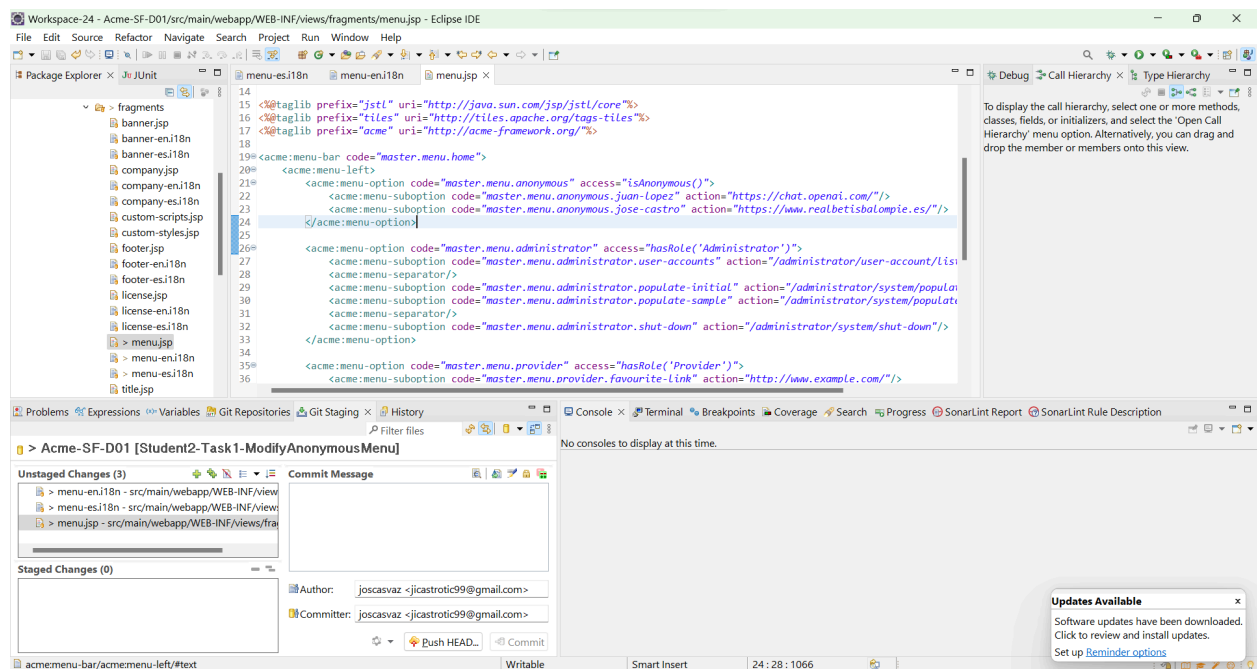 Workspace-24 - Acme-SF-D01/src/main/webapp/WEB-INF/views/fragments/menu.jsp - Eclipse IDE
File Edit Source Refactor Navigate Search Project Run Window Help
Package Explorer JUnit
menu-es.i18n menu-en.i18n menu.jsp
Debug Call Hierarchy Type Hierarchy
> fragments
banner.jsp
banner-en.i18n
banner-es.i18n
company.jsp
company-en.i18n
company-es.i18n
custom-scripts.jsp
custom-styles.jsp
footer.jsp
footer-en.i18n
footer-es.i18n
license.jsp
license-en.i18n
license-es.i18n
> menu.jsp
> menu-en.i18n
> menu-es.i18n
title.jsp
14
15 <%@taglib prefix="jstl" uri="http://java.sun.com/jsp/jstl/core"%>
16 <%@taglib prefix="tiles" uri="http://tiles.apache.org/tags-tiles"%>
17 <%@taglib prefix="acme" uri="http://acme-framework.org/"%>
18
19 <acme:menu-bar code="master.menu.home">
20 <acme:menu-left>
21 <acme:menu-option code="master.menu.anonymous" access="isAnonymous()">
22 <acme:menu-suboption code="master.menu.anonymous.juan-lopez" action="https://chat.openai.com/"/>
23 <acme:menu-suboption code="master.menu.anonymous.jose-castro" action="https://www.realbetisbalompie.es/"/>
24 </acme:menu-option>
25
26 <acme:menu-option code="master.menu.administrator" access="hasRole('Administrator')">
27 <acme:menu-suboption code="master.menu.administrator.user-accounts" action="/administrator/user-account/list
28 <acme:menu-separator/>
29 <acme:menu-suboption code="master.menu.administrator.populate-initial" action="/administrator/system/populat
30 <acme:menu-suboption code="master.menu.administrator.populate-sample" action="/administrator/system/populate
31 <acme:menu-separator/>
32 <acme:menu-suboption code="master.menu.administrator.shut-down" action="/administrator/system/shut-down"/>
33 </acme:menu-option>
34
35 <acme:menu-option code="master.menu.provider" access="hasRole('Provider')">
36 <acme:menu-suboption code="master.menu.provider.favourite-link" action="http://www.example.com/"/>
To display the call hierarchy, select one or more methods,
classes, fields, or initializers, and select the 'Open Call
Hierarchy' menu option. Alternatively, you can drag and
drop the member or members onto this view.
Problems Expressions Variables Git Repositories Git Staging History
Filter files
> Acme-SF-D01 [Student2-Task1-ModifyAnonymousMenu]
Unstaged Changes (3)
> menu-en.i18n - src/main/webapp/WEB-INF/view
> menu-es.i18n - src/main/webapp/WEB-INF/views
> menu.jsp - src/main/webapp/WEB-INF/views/fra
Staged Changes (0)
Commit Message
Author: joscasvaz <jicastrotic99@gmail.com>
Committer: joscasvaz <jicastrotic99@gmail.com>
Push HEAD... Commit
Console Terminal Breakpoints Coverage Search Progress SonarLint Report SonarLint Rule Description
No consoles to display at this time.
Updates Available x
Software updates have been downloaded.
Click to review and install updates.
Set up Reminder options
acme:menu-bar/acme:menu-left/#text Writable Smart Insert 24 : 28 : 1066